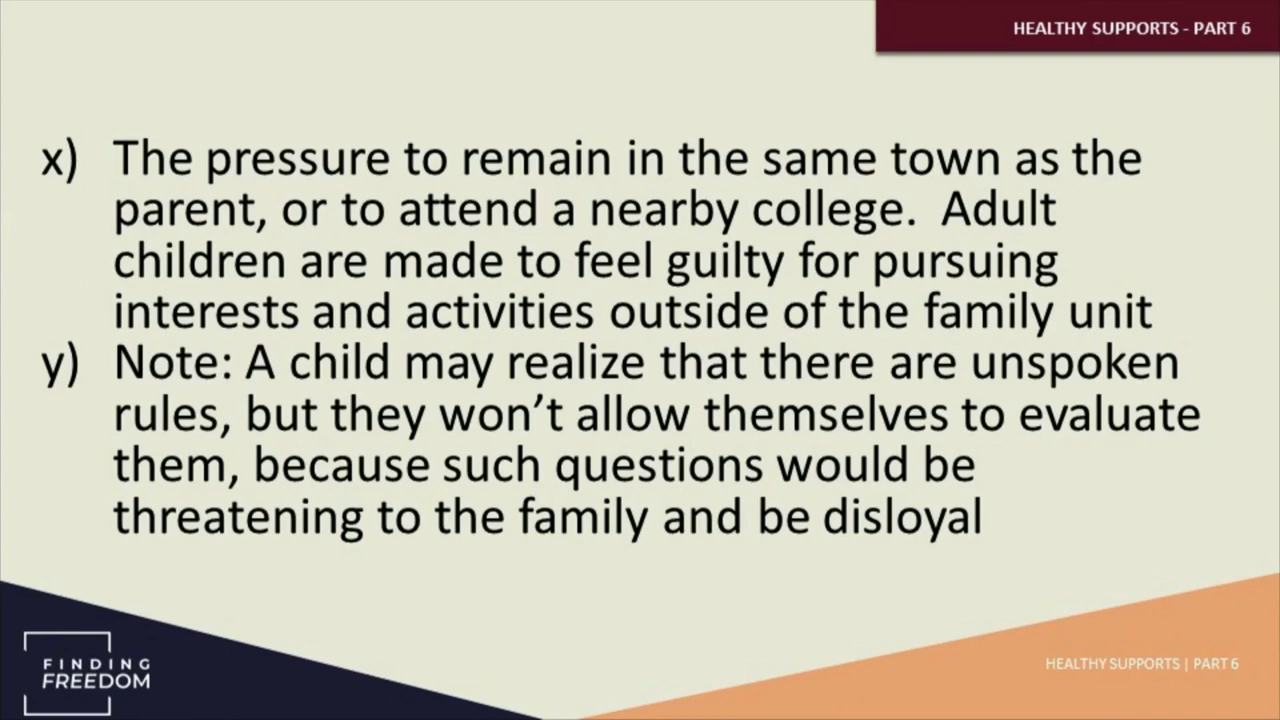 HEALTHY SUPPORTS - PART 6
x) The pressure to remain in the same town as the
parent, or to attend a nearby college.  Adult
children are made to feel guilty for pursuing
interests and activities outside of the family unit
y) Note: A child may realize that there are unspoken
rules, but they won’t allow themselves to evaluate
them, because such questions would be
threatening to the family and be disloyal
FINDING
FREEDOM
HEALTHY SUPPORTS | PART 6